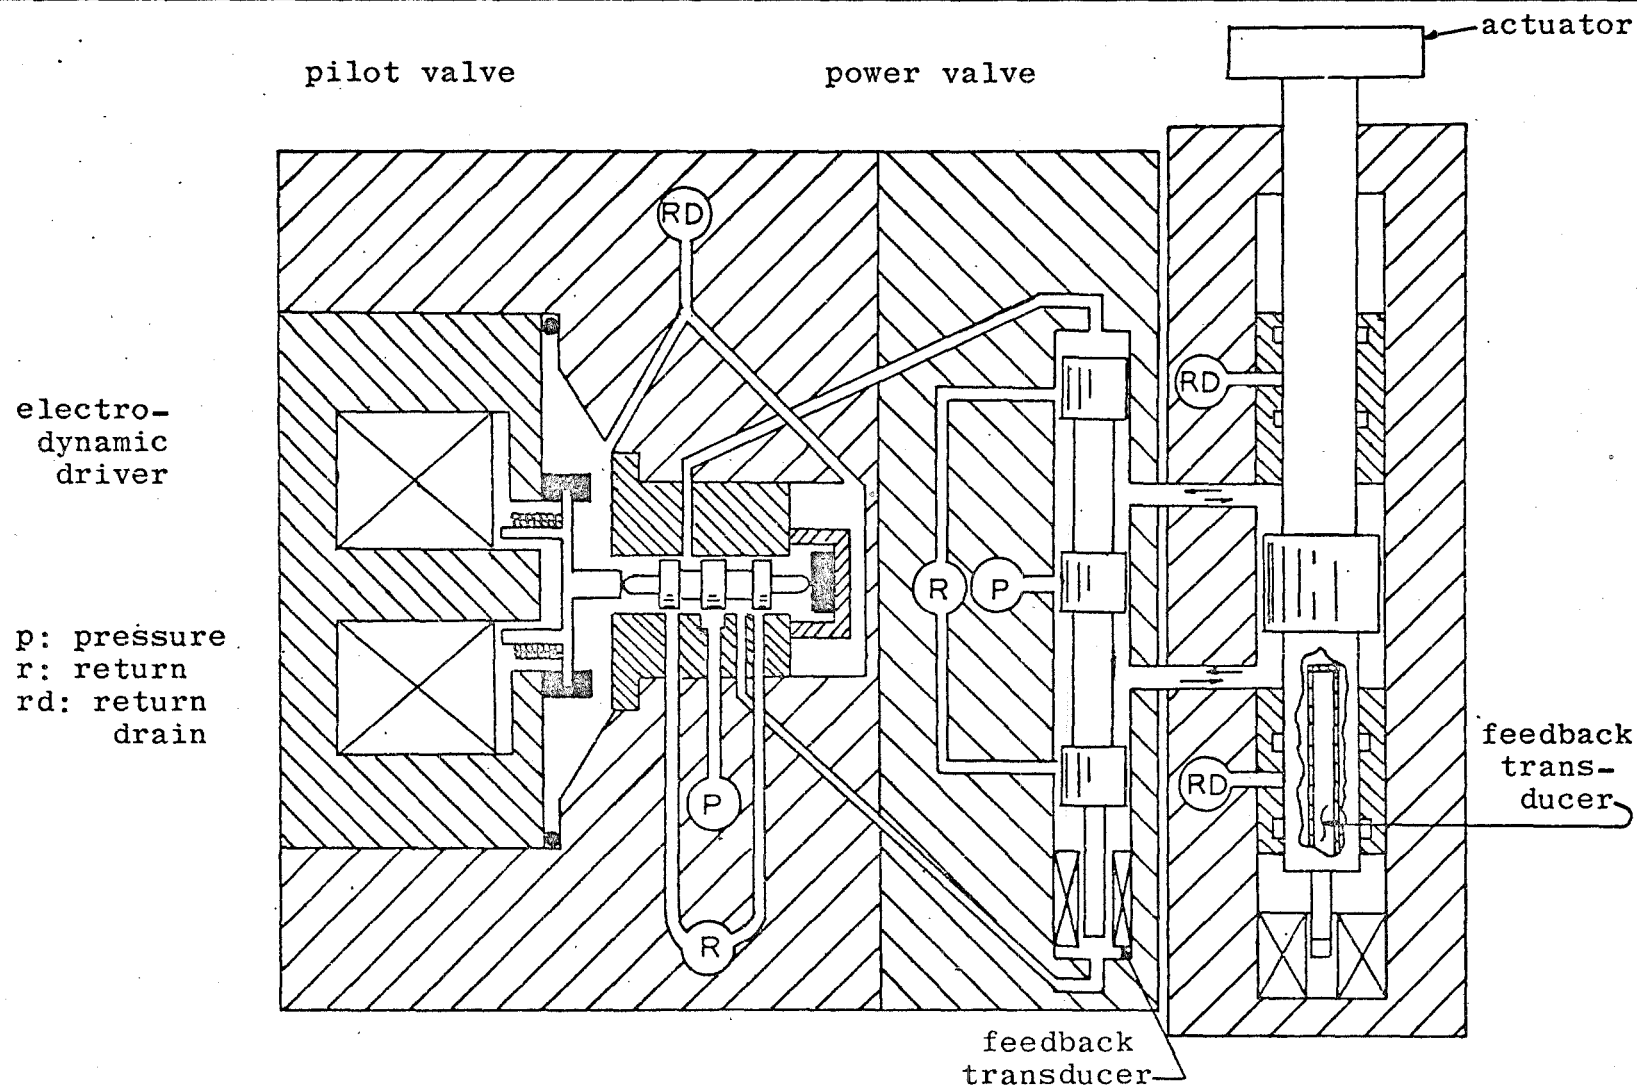 actuator
pilot valve
power valve
RD
RD
electro-
dynamic
driver
R
P
p: pressure
r: return
rd: return
drain
P
RD
R
feedback
trans-
ducer
feedback
transducer